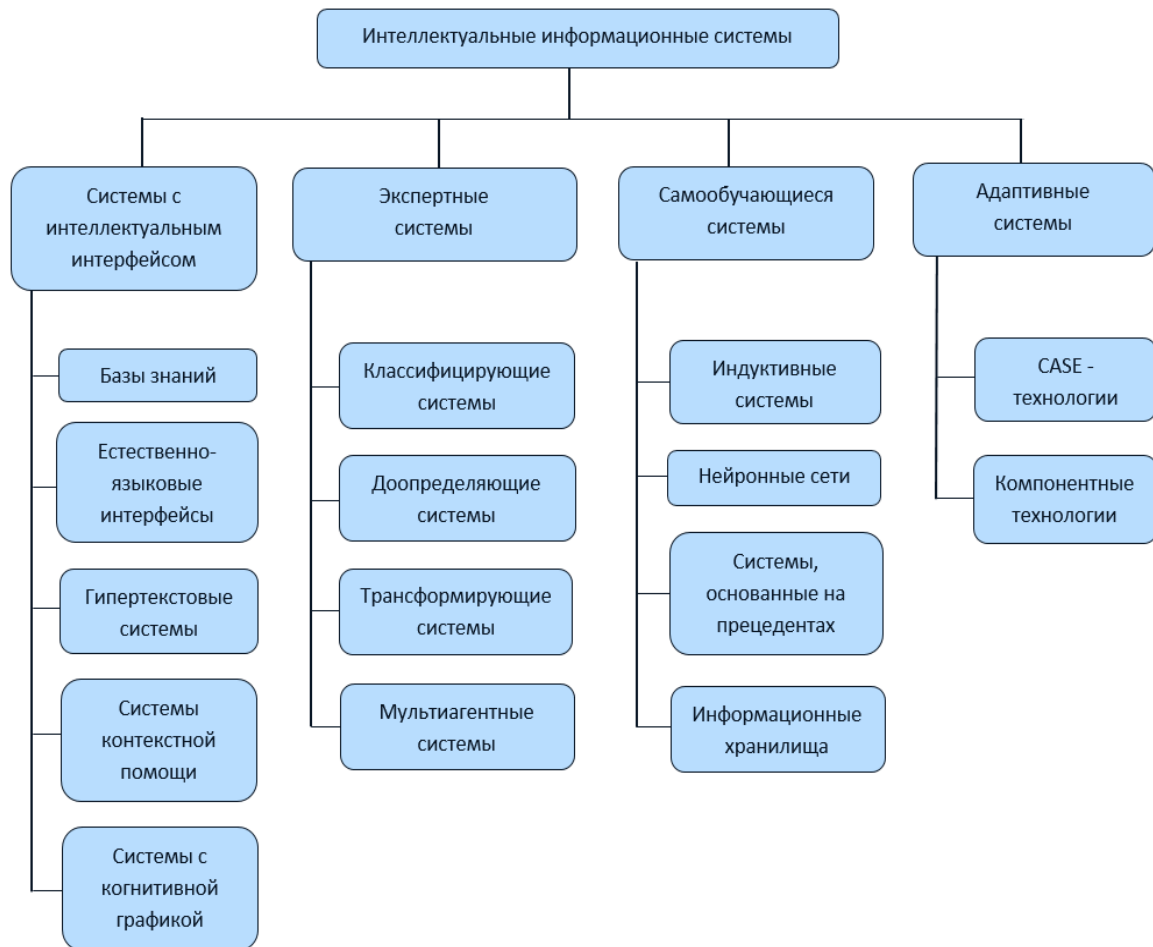 Интеллектуальные информационные системы
Системы с
интеллектуальным
интерфейсом
Экспертные
системы
Самообучающиеся
системы
Адаптивные
системы
Базы знаний
Естественно-
языковые
интерфейсы
Гипертекстовые
системы
Системы
контекстной
помощи
Системы с
когнитивной
графикой
Классифицирующие
системы
Доопределяющие
системы
Трансформирующие
системы
Мультиагентные
системы
Индуктивные
системы
Нейронные сети
Системы,
основанные на
прецедентах
Информационные
хранилища
CASE -
технологии
Компонентные
технологии